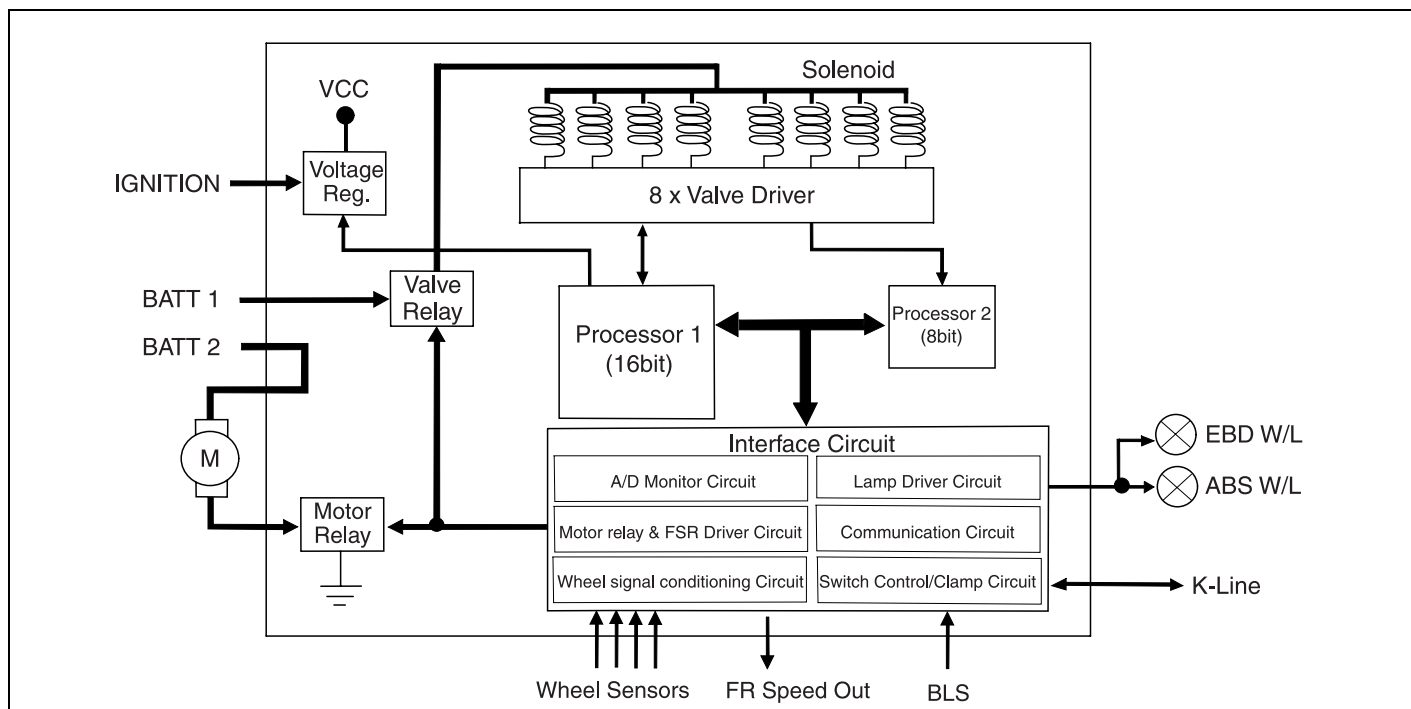 Solenoid
VCC
Voltage
Reg.
IGNITION
8 x Valve Driver
BATT 1
Valve
Relay
BATT 2
Processor 1
(16bit)
Processor 2
(8bit)
M
Motor
Relay
Interface Circuit
A/D Monitor Circuit
Lamp Driver Circuit
Motor relay & FSR Driver Circuit
Communication Circuit
Wheel signal conditioning Circuit
Switch Control/Clamp Circuit
EBD W/L
ABS W/L
K-Line
Wheel Sensors
FR Speed Out
BLS